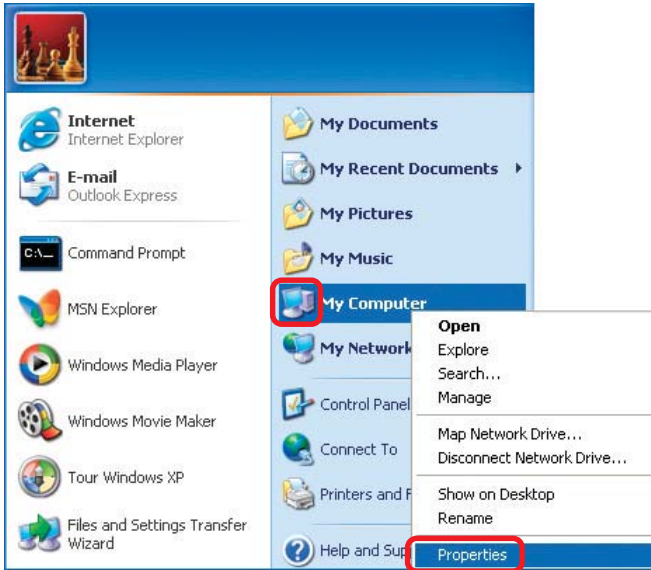 Internet
Internet Explorer
E-mail
Outlook Express
C:\_
Command Prompt
MSN Explorer
Windows Media Player
Windows Movie Maker
Tour Windows XP
Files and Settings Transfer
Wizard
My Documents
My Recent Documents
My Pictures
My Music
My Computer
My Network
Control Panel
Connect To
Printers and F
Help and Sup
Open
Explore
Search...
Manage
Map Network Drive...
Disconnect Network Drive...
Show on Desktop
Rename
Properties